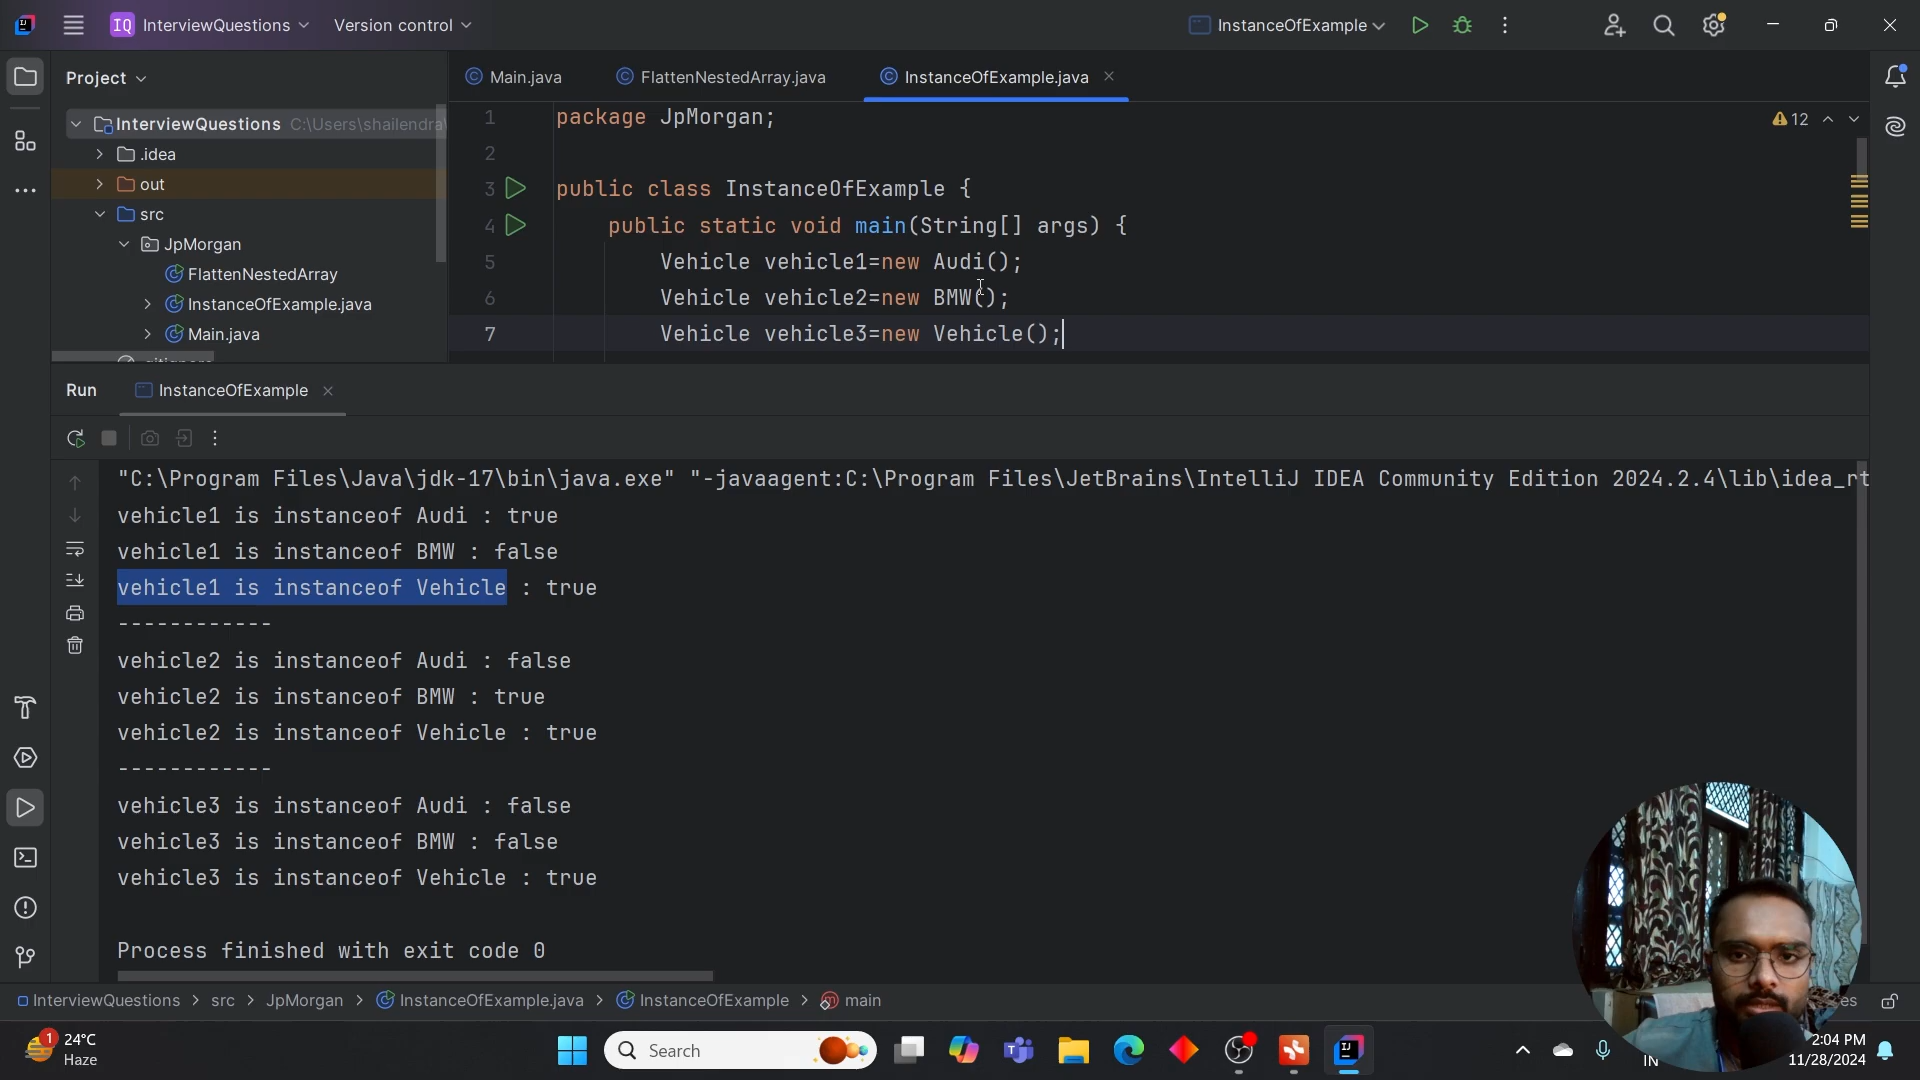 IQ InterviewQuestions Version control InstanceOfExample
Project
Main.java FlattenNestedArray.java InstanceOfExample.java
InterviewQuestions C:\Users\shailendra\
.idea
out
src
JpMorgan
FlattenNestedArray
InstanceOfExample.java
Main.java
12
1 package JpMorgan;
2
3 public class InstanceOfExample {
4 public static void main(String[] args) {
5 Vehicle vehicle1=new Audi();
6 Vehicle vehicle2=new BMW();
7 Vehicle vehicle3=new Vehicle();
Run InstanceOfExample
"C:\Program Files\Java\jdk-17\bin\java.exe" "-javaagent:C:\Program Files\JetBrains\IntelliJ IDEA Community Edition 2024.2.4\lib\idea_rt
vehicle1 is instanceof Audi : true
vehicle1 is instanceof BMW : false
vehicle1 is instanceof Vehicle : true
------------
vehicle2 is instanceof Audi : false
vehicle2 is instanceof BMW : true
vehicle2 is instanceof Vehicle : true
------------
vehicle3 is instanceof Audi : false
vehicle3 is instanceof BMW : false
vehicle3 is instanceof Vehicle : true
Process finished with exit code 0
InterviewQuestions > src > JpMorgan > InstanceOfExample.java > InstanceOfExample > main
1 24°C
Haze
Search
IN
2:04 PM
11/28/2024